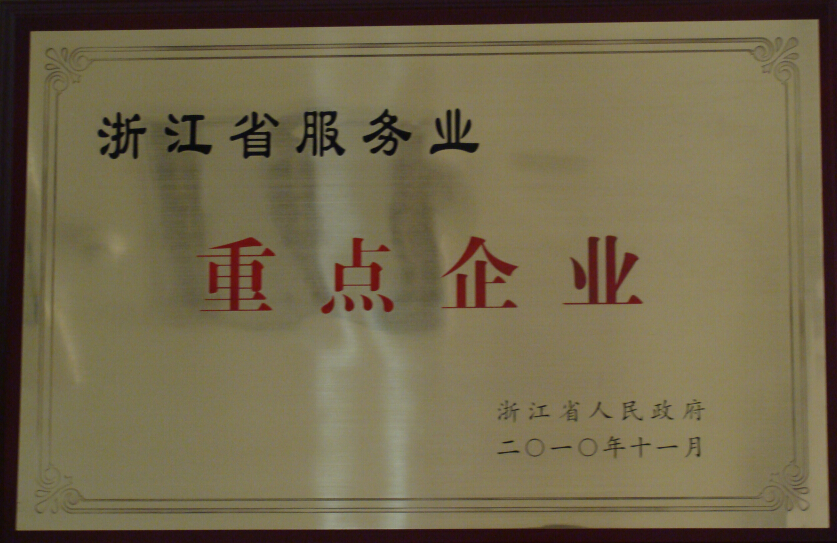 浙江省服务业
重点企业
浙江省人民政府
二〇一〇年十一月